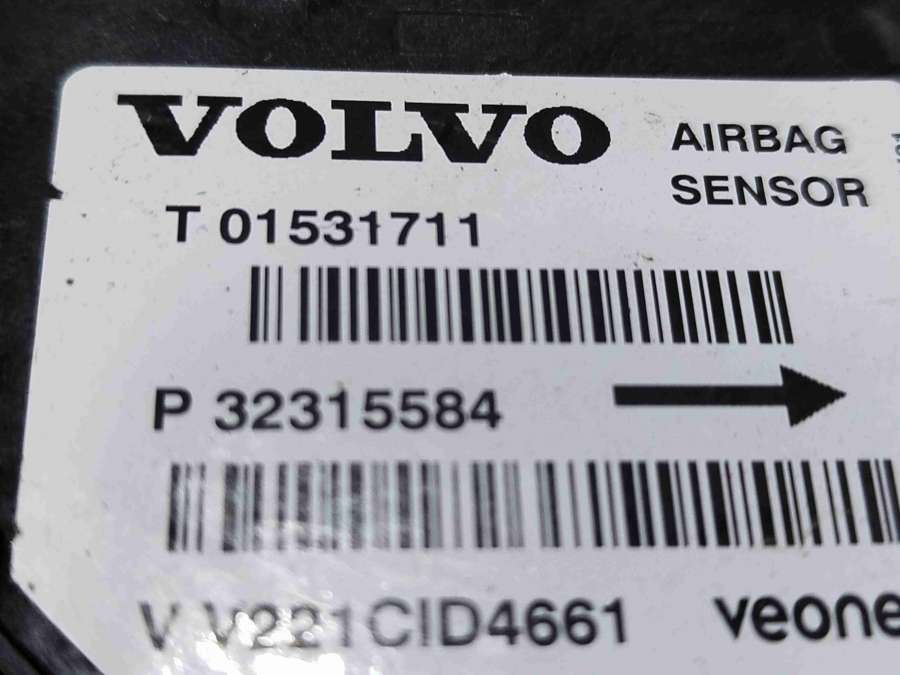 VOLVO
AIRBAG
SENSOR
T 01531711
P 32315584
V V221CID4661
veone